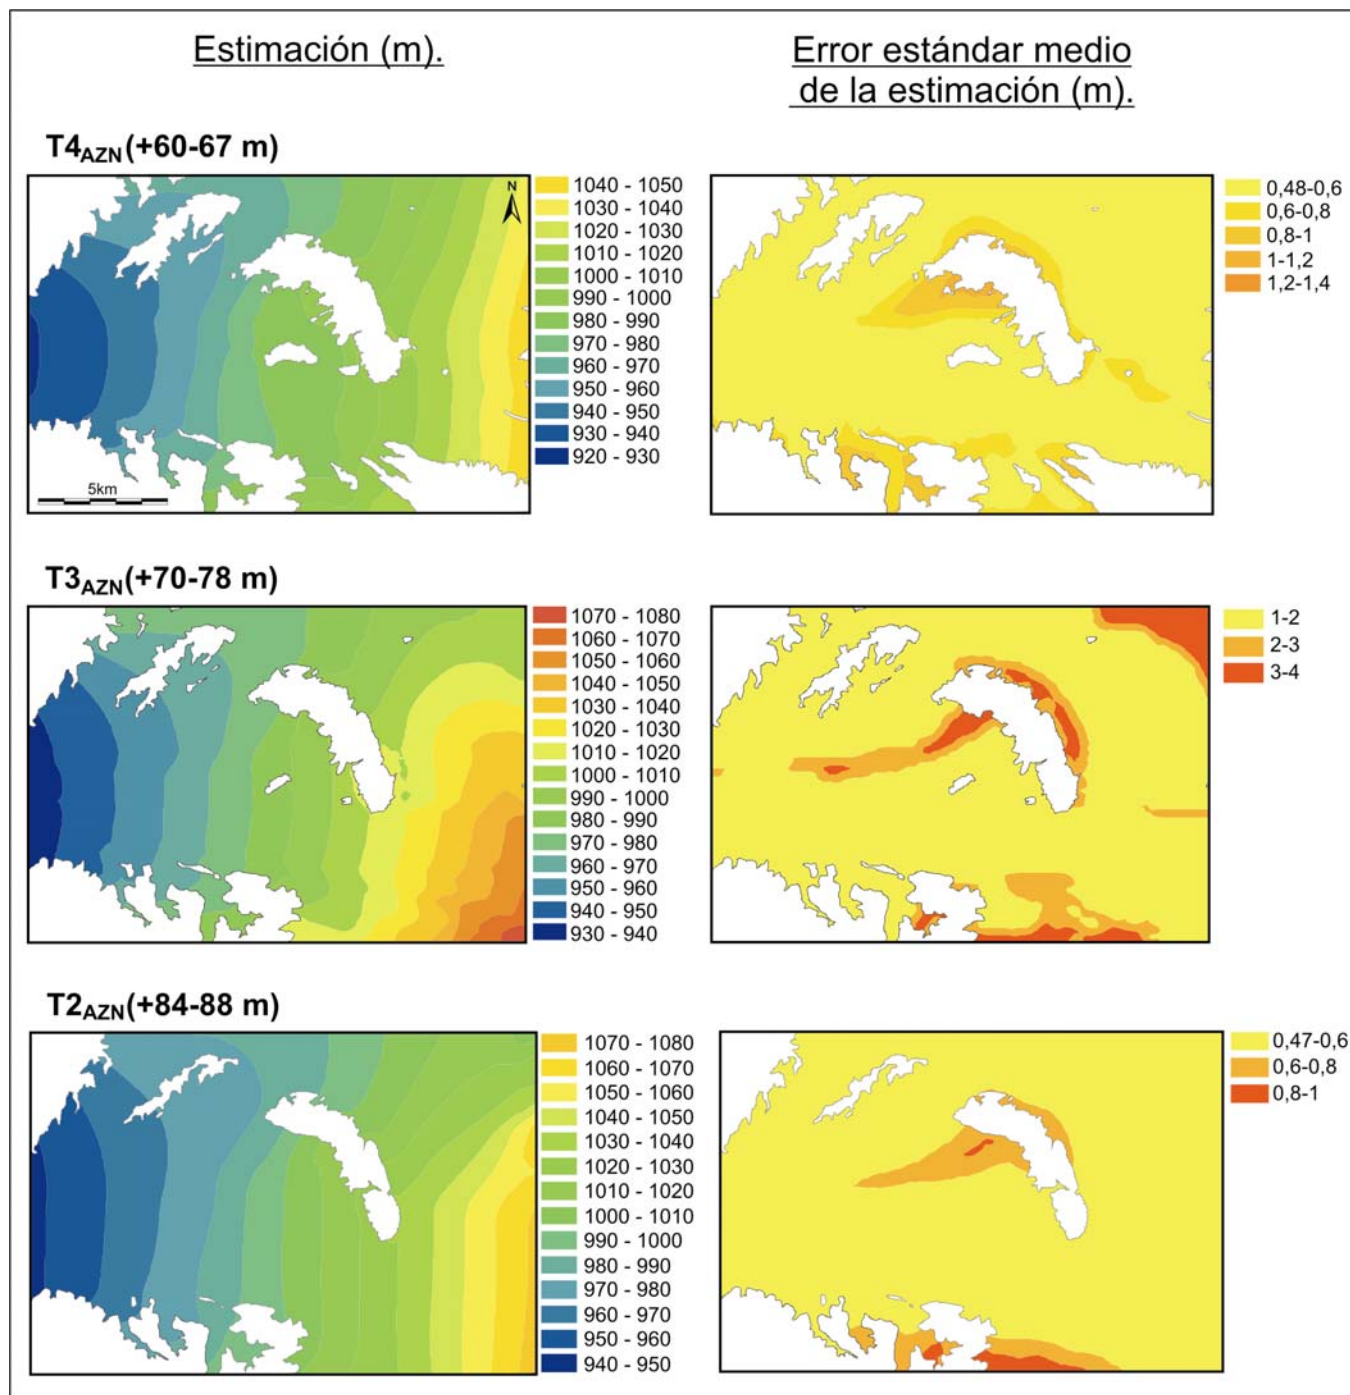 Estimación (m).
Error estándar medio
de la estimación (m).
T4AZN(+60-67 m)
N
5km
1040 - 1050
1030 - 1040
1020 - 1030
1010 - 1020
1000 - 1010
990 - 1000
980 - 990
970 - 980
960 - 970
950 - 960
940 - 950
930 - 940
920 - 930
0,48-0,6
0,6-0,8
0,8-1
1-1,2
1,2-1,4
T3AZN(+70-78 m)
1070 - 1080
1060 - 1070
1050 - 1060
1040 - 1050
1030 - 1040
1020 - 1030
1010 - 1020
1000 - 1010
990 - 1000
980 - 990
970 - 980
960 - 970
950 - 960
940 - 950
930 - 940
1-2
2-3
3-4
T2AZN(+84-88 m)
1070 - 1080
1060 - 1070
1050 - 1060
1040 - 1050
1030 - 1040
1020 - 1030
1010 - 1020
1000 - 1010
990 - 1000
980 - 990
970 - 980
960 - 970
950 - 960
940 - 950
0,47-0,6
0,6-0,8
0,8-1